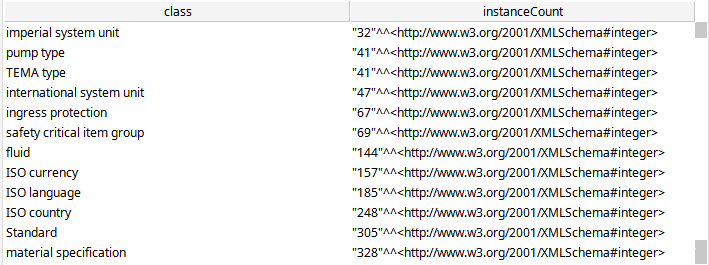 class instanceCount
imperial system unit "32"^^<http://www.w3.org/2001/XMLSchema#integer>
pump type "41"^^<http://www.w3.org/2001/XMLSchema#integer>
TEMA type "41"^^<http://www.w3.org/2001/XMLSchema#integer>
international system unit "47"^^<http://www.w3.org/2001/XMLSchema#integer>
ingress protection "67"^^<http://www.w3.org/2001/XMLSchema#integer>
safety critical item group "69"^^<http://www.w3.org/2001/XMLSchema#integer>
fluid "144"^^<http://www.w3.org/2001/XMLSchema#integer>
ISO currency "157"^^<http://www.w3.org/2001/XMLSchema#integer>
ISO language "185"^^<http://www.w3.org/2001/XMLSchema#integer>
ISO country "248"^^<http://www.w3.org/2001/XMLSchema#integer>
Standard "305"^^<http://www.w3.org/2001/XMLSchema#integer>
material specification "328"^^<http://www.w3.org/2001/XMLSchema#integer>